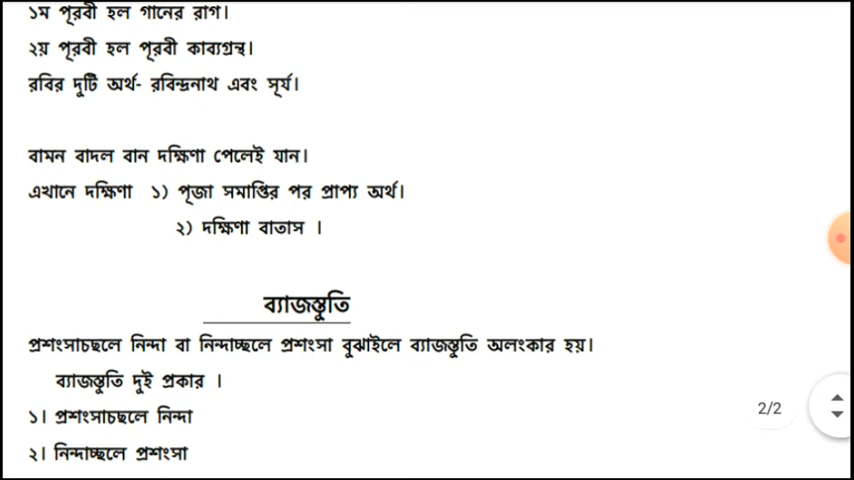 ১ম পূরবী হল গানের রাগ।
২য় পূরবী হল পূরবী কাব্যগ্রন্থ।
রবির দুটি অর্থ- রবিন্দ্রনাথ এবং সূর্য।
বামন বাদল বান দক্ষিণা পেলেই যান।
এখানে দক্ষিণা ১) পূজা সমাপ্তির পর প্রাপ্য অর্থ।
২) দক্ষিণা বাতাস ।
ব্যাজস্তুতি
প্রশংসাচছলে নিন্দা বা নিন্দাচ্ছলে প্রশংসা বুঝাইলে ব্যাজস্তুতি অলংকার হয়।
ব্যাজস্তুতি দুই প্রকার ।
১। প্রশংসাচছলে নিন্দা
২। নিন্দাচ্ছলে প্রশংসা
2/2